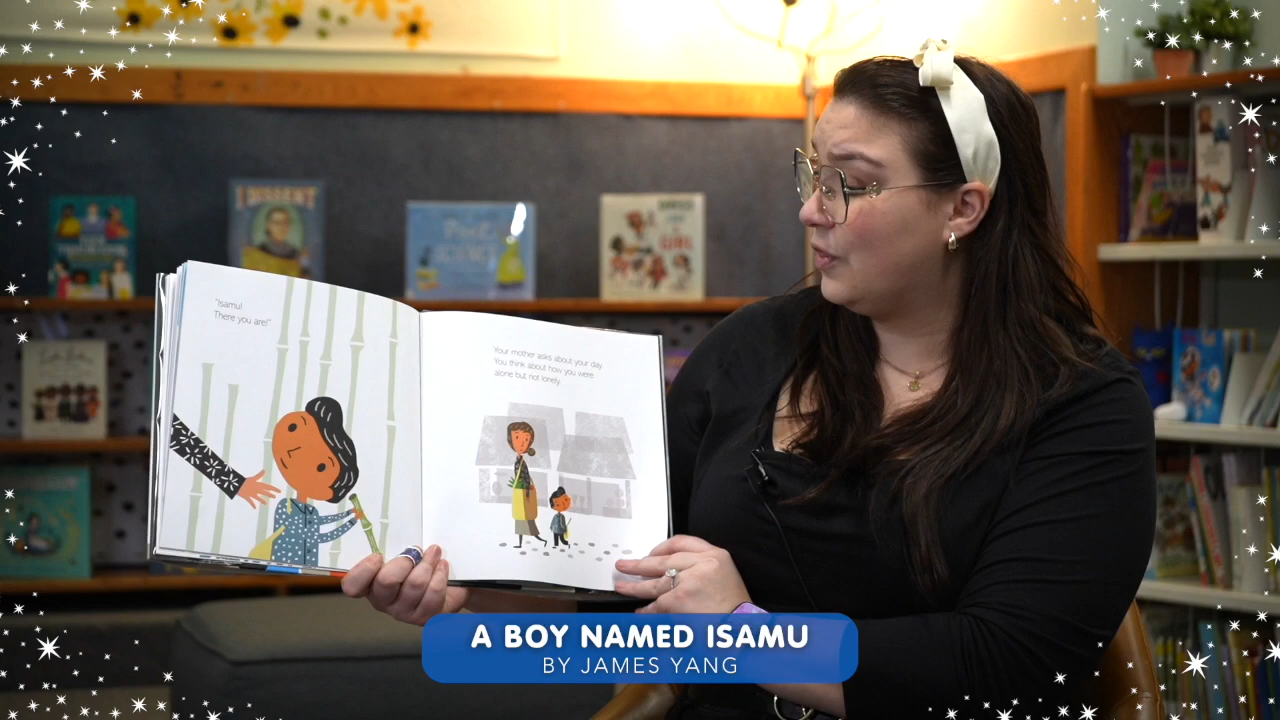 I DISSENT
"Isamu!
There you are!"
Your mother asks about your day.
You think about how you were
alone but not lonely.
A BOY NAMED ISAMU
BY JAMES YANG